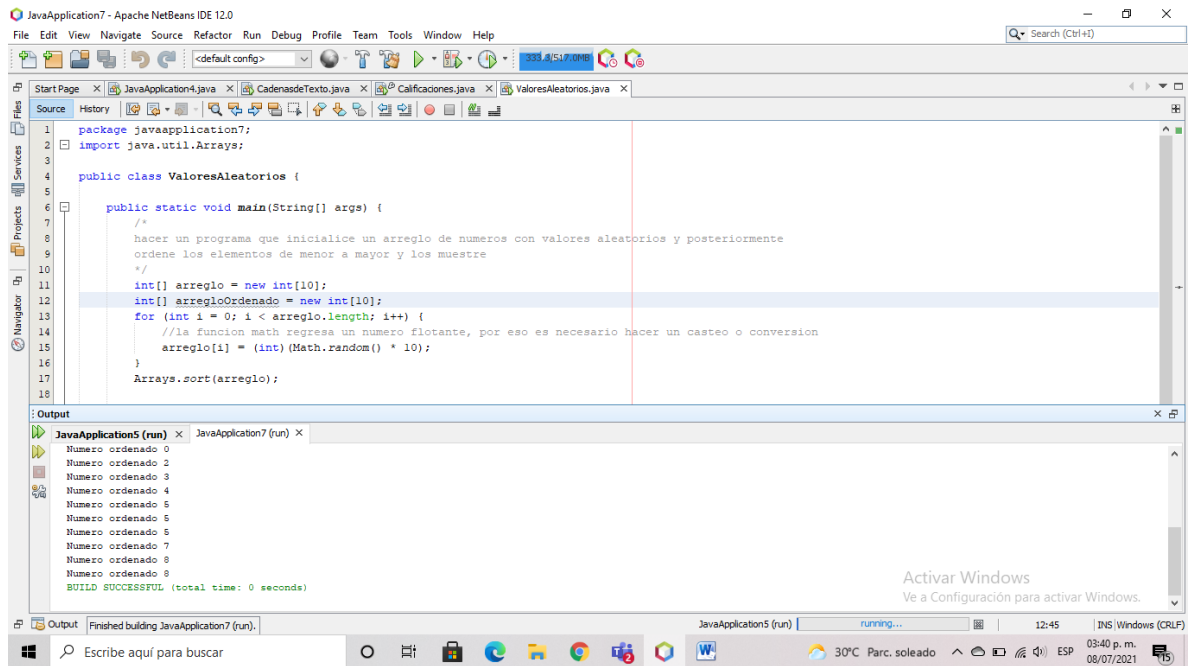 JavaApplication7 - Apache NetBeans IDE 12.0
File Edit View Navigate Source Refactor Run Debug Profile Team Tools Window Help
Search (Ctrl+I)
<default config>
333.8/517.0MB
Start Page JavaApplication4.java CadenasdeTexto.java Calificaciones.java ValoresAleatorios.java
Source History
Files
Services
Projects
Navigator
1 package javaapplication7;
2 import java.util.Arrays;
3
4 public class ValoresAleatorios {
5
6 public static void main(String[] args) {
7 /*
8 hacer un programa que inicialice un arreglo de numeros con valores aleatorios y posteriormente
9 ordene los elementos de menor a mayor y los muestre
10 */
11 int[] arreglo = new int[10];
12 int[] arregloOrdenado = new int[10];
13 for (int i = 0; i < arreglo.length; i++) {
14 //la funcion math regresa un numero flotante, por eso es necesario hacer un casteo o conversion
15 arreglo[i] = (int)(Math.random() * 10);
16 }
17 Arrays.sort(arreglo);
18
Output
JavaApplication5 (run) JavaApplication7 (run)
Numero ordenado 0
Numero ordenado 2
Numero ordenado 3
Numero ordenado 4
Numero ordenado 5
Numero ordenado 5
Numero ordenado 5
Numero ordenado 7
Numero ordenado 8
Numero ordenado 8
BUILD SUCCESSFUL (total time: 0 seconds)
Activar Windows
Ve a Configuración para activar Windows.
Output Finished building JavaApplication7 (run). JavaApplication5 (run) running... 12:45 INS Windows (CRLF)
Escribe aquí para buscar
30°C Parc. soleado ESP 03:40 p. m.
08/07/2021
15